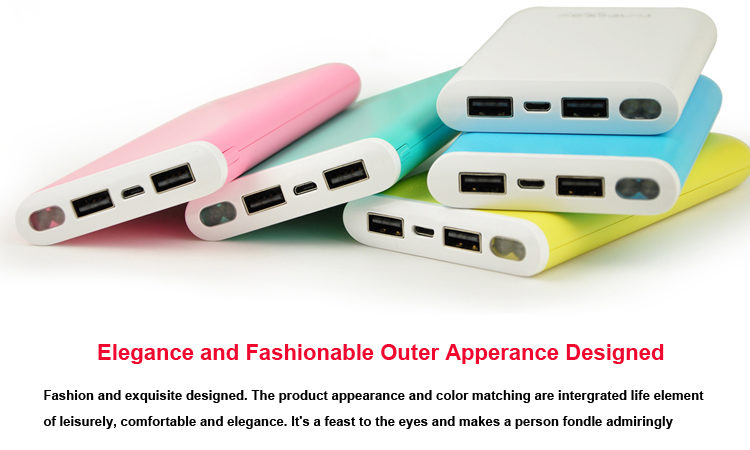 Elegance and Fashionable Outer Apperance Designed
Fashion and exquisite designed. The product appearance and color matching are intergrated life element
of leisurely, comfortable and elegance. It's a feast to the eyes and makes a person fondle admiringly